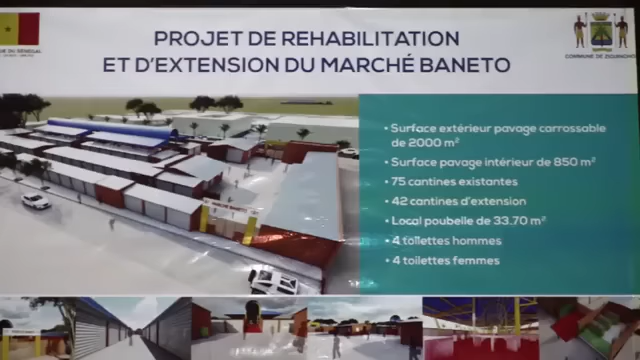 PROJET DE REHABILITATION
ET D'EXTENSION DU MARCHÉ BANETO
COMMUNE DE ZIGUINCHOR
• Surface extérieur pavage carrossable
de 2000 m²
• Surface pavage intérieur de 850 m²
• 75 cantines existantes
• 42 cantines d'extension
• Local poubelle de 33.70 m²
• 4 toilettes hommes
• 4 toilettes femmes